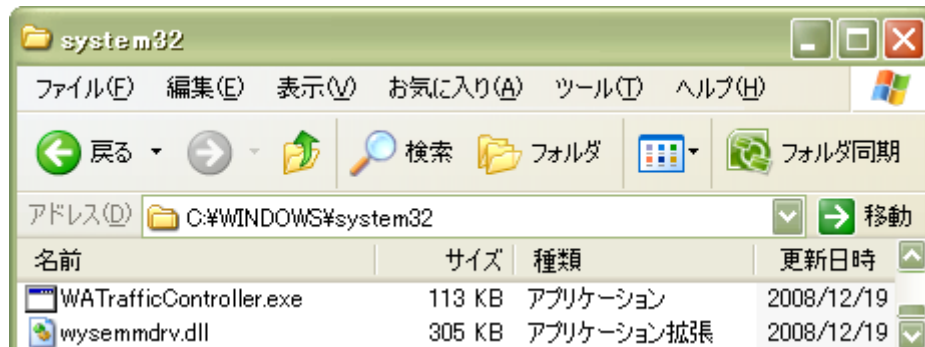 system32
ファイル(F) 編集(E) 表示(V) お気に入り(A) ツール(T) ヘルプ(H)
戻る 検索 フォルダ フォルダ同期
アドレス(D) C:¥WINDOWS¥system32 移動
名前 サイズ 種類 更新日時
WATrafficController.exe 113 KB アプリケーション 2008/12/19
wysemmdrv.dll 305 KB アプリケーション拡張 2008/12/19